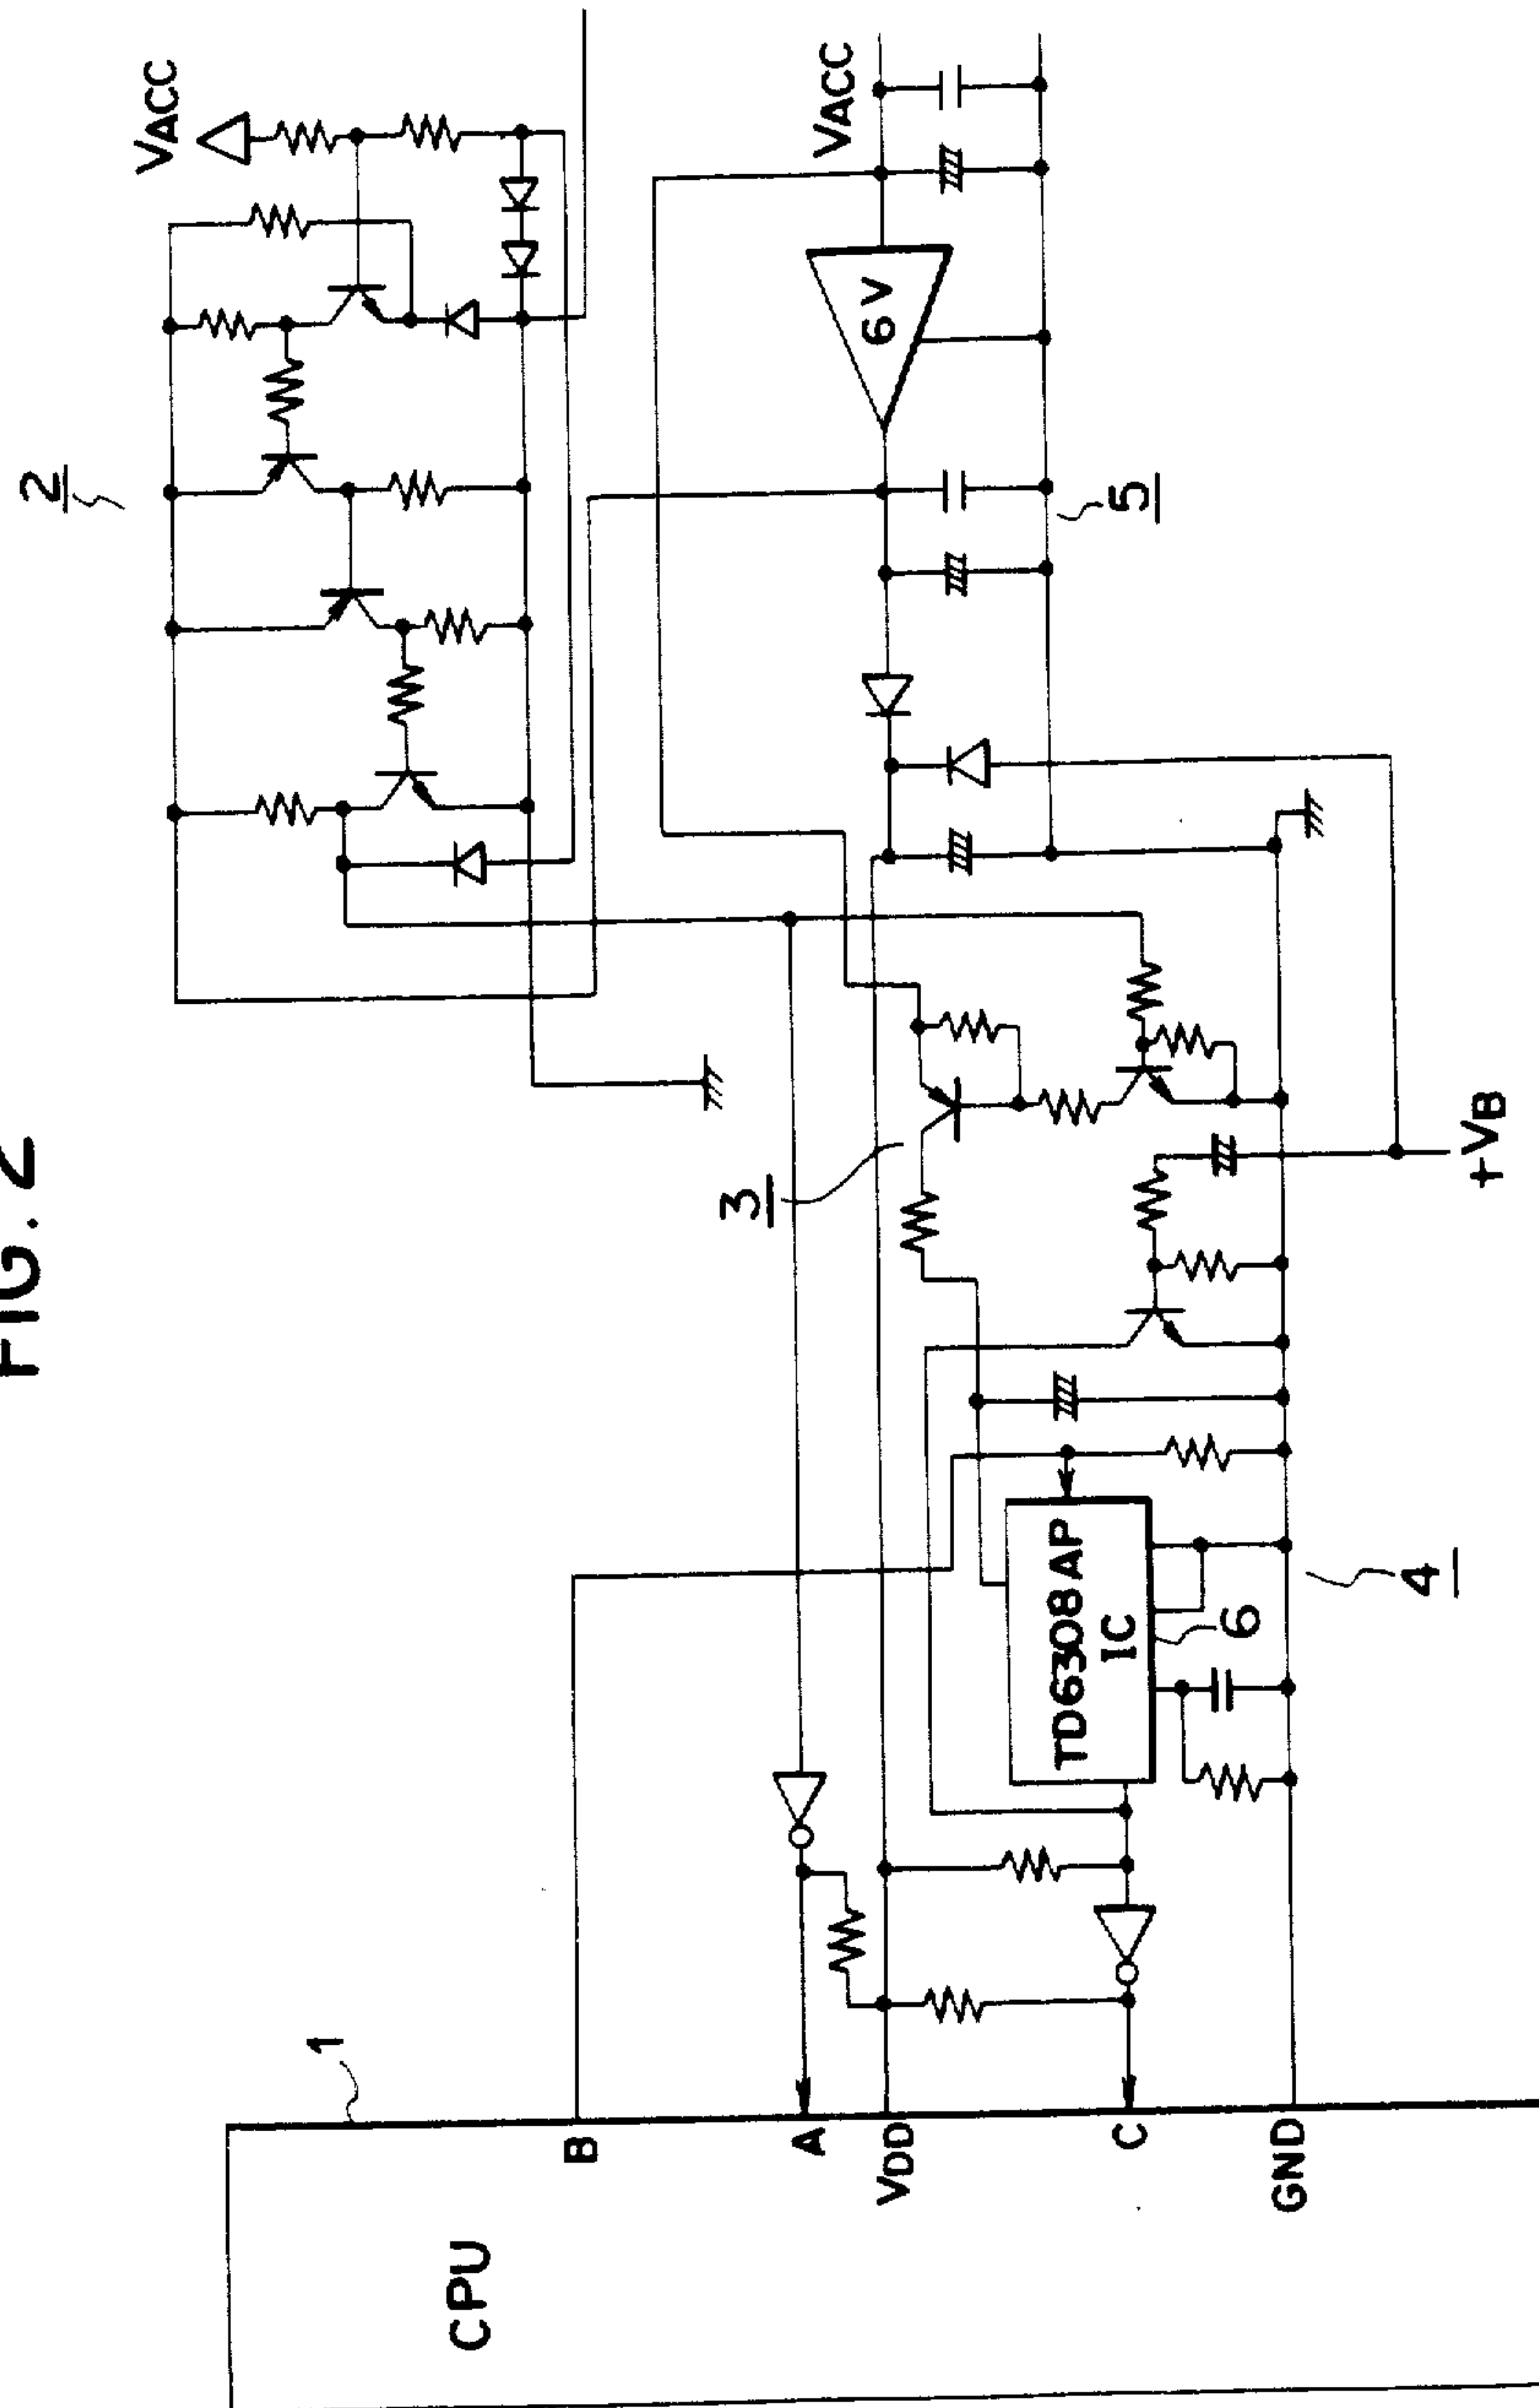 FIG. 2
2
VACC
VACC
6V
5
3
+VB
TD6308AP
IC
6
4
1
B
A
VDD
C
GND
CPU